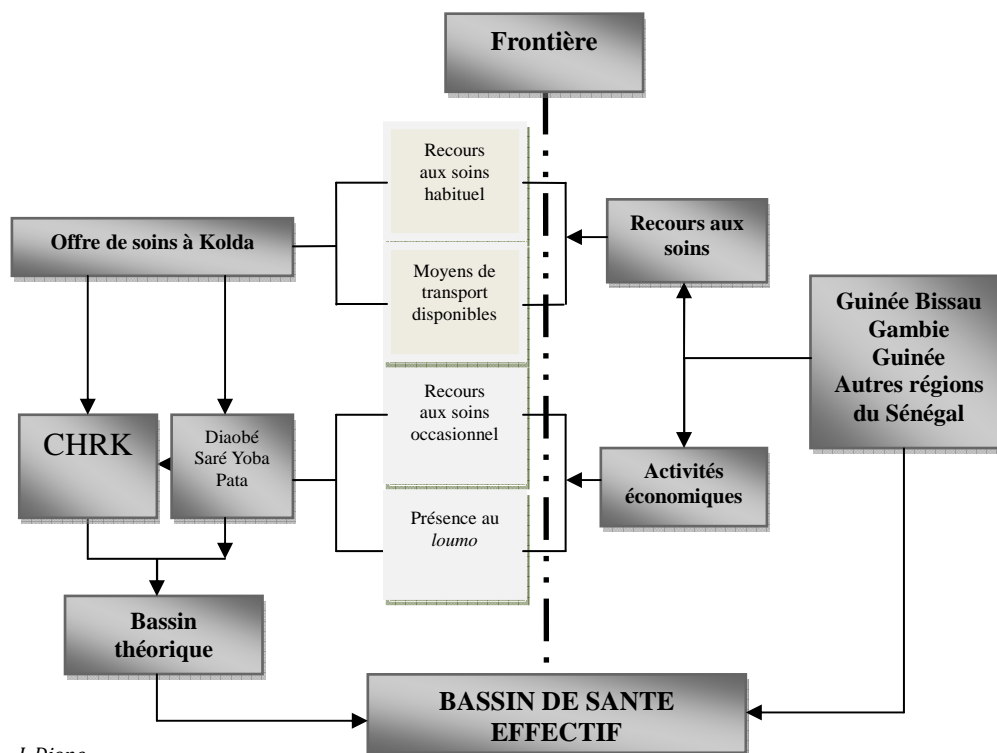 Frontière
Recours
aux soins
habituel
Offre de soins à Kolda
Recours aux
soins
Moyens de
transport
disponibles
Guinée Bissau
Gambie
Guinée
Autres régions
du Sénégal
Recours
aux soins
occasionnel
CHRK
Diaobé
Saré Yoba
Pata
Activités
économiques
Présence au
loumo
Bassin
théorique
BASSIN DE SANTE
EFFECTIF